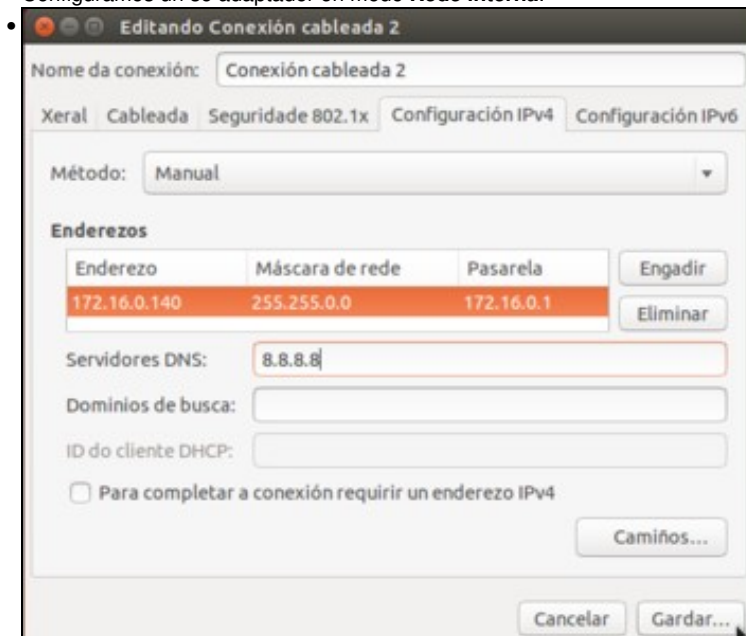 Configuramos un só adaptador en modo Rede Interna.
Editando Conexión cableada 2
Nome da conexión: Conexión cableada 2
Xeral Cableada Seguridade 802.1x Configuración IPv4 Configuración IPv6
Método: Manual
Enderezos
Enderezo Máscara de rede Pasarela Engadir
172.16.0.140 255.255.0.0 172.16.0.1
Eliminar
Servidores DNS: 8.8.8.8
Dominios de busca:
ID do cliente DHCP:
Para completar a conexión requirir un enderezo IPv4
Camiños...
Cancelar Gardar...